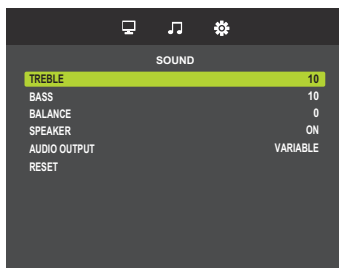 SOUND
TREBLE 10
BASS 10
BALANCE 0
SPEAKER ON
AUDIO OUTPUT VARIABLE
RESET